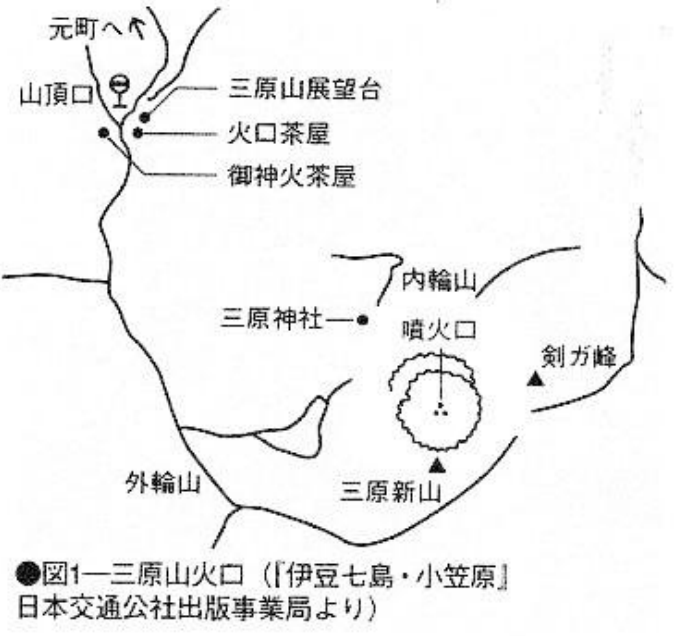 元町へ
山頂口
三原山展望台
火口茶屋
御神火茶屋
内輪山
三原神社
噴火口
剣ガ峰
三原新山
外輪山
●図1―三原山火口（『伊豆七島・小笠原』
日本交通公社出版事業局より）